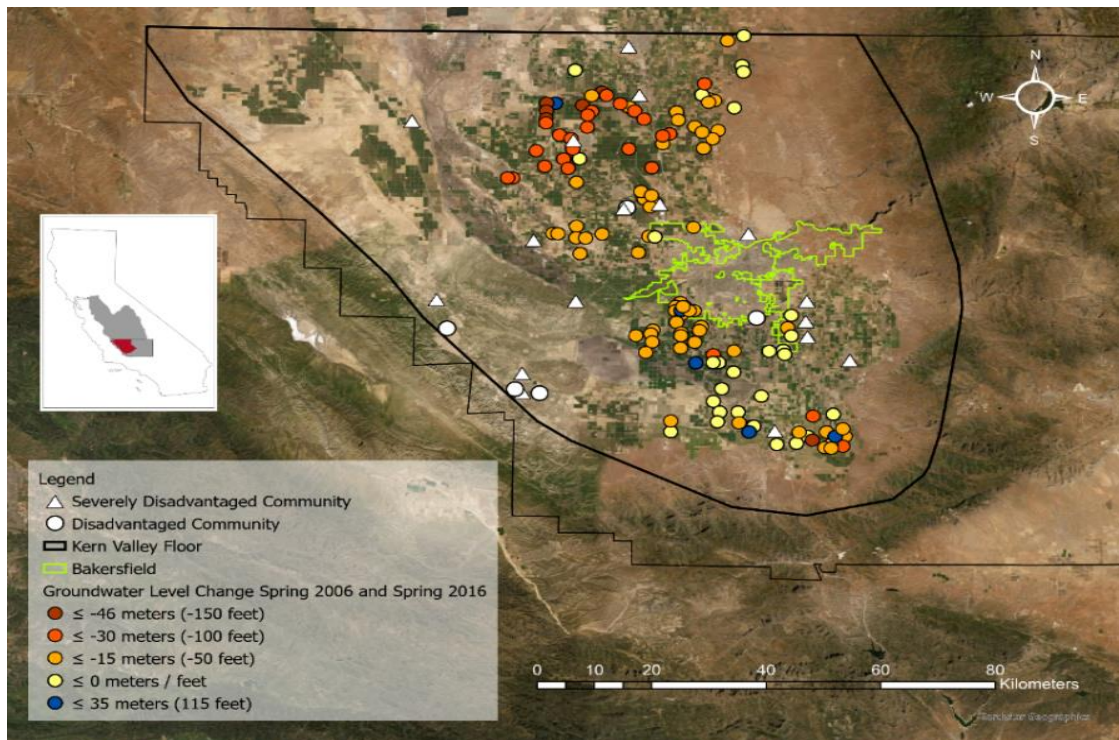 N
W E
S
Legend
Severely Disadvantaged Community
Disadvantaged Community
Kern Valley Floor
Bakersfield
Groundwater Level Change Spring 2006 and Spring 2016
≤ -46 meters (-150 feet)
≤ -30 meters (-100 feet)
≤ -15 meters (-50 feet)
≤ 0 meters / feet
≤ 35 meters (115 feet)
0 10 20 40 60 80
Kilometers
Geographics